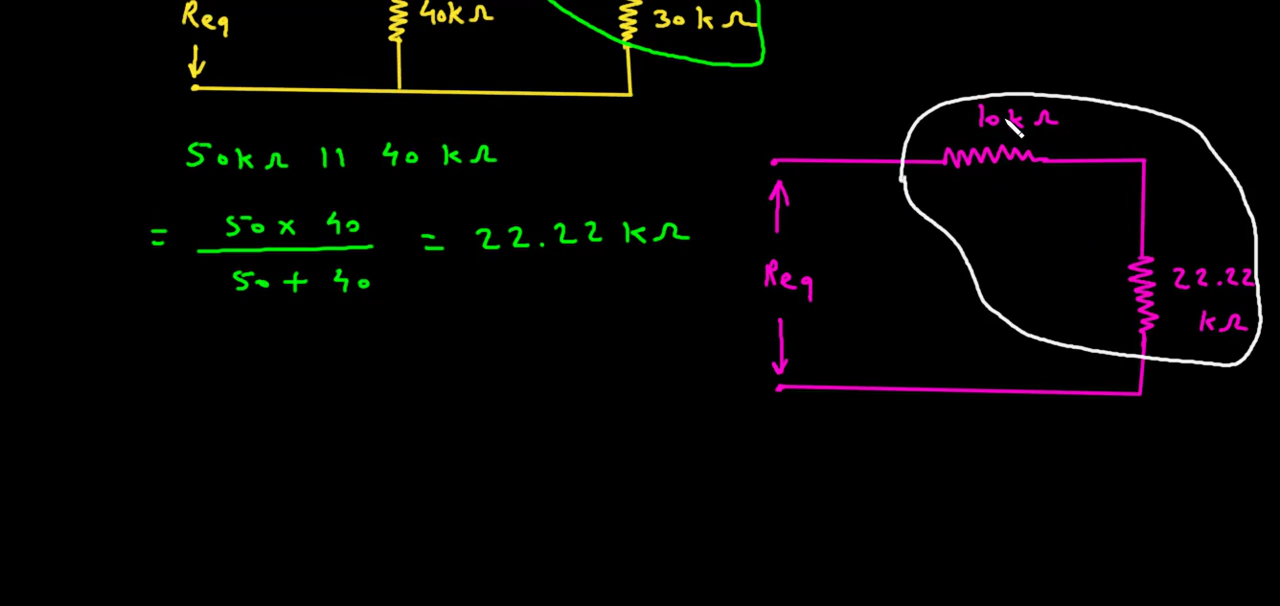 Req
40kΩ
30kΩ
50kΩ || 40kΩ
= 50 × 40
50 + 40
= 22.22 kΩ
10kΩ
Req
22.22
kΩ